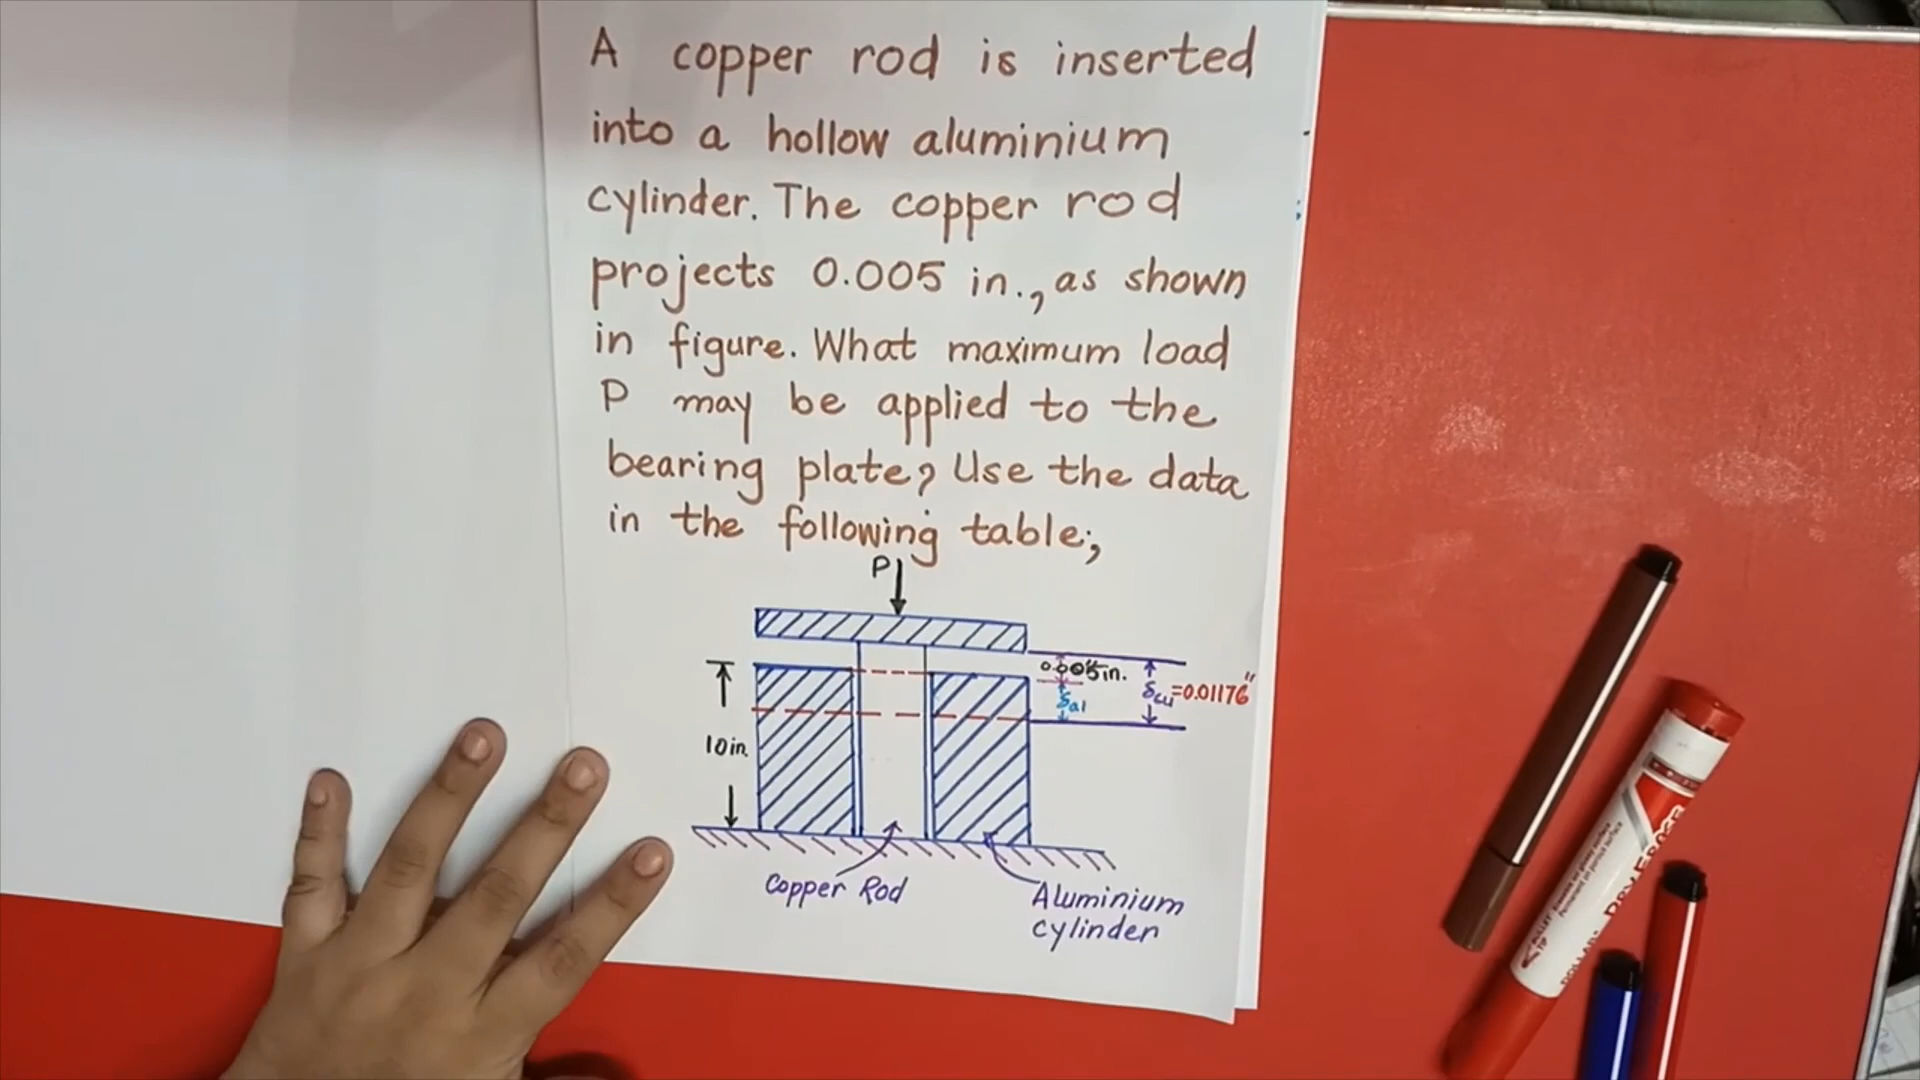 A copper rod is inserted
into a hollow aluminium
cylinder. The copper rod
projects 0.005 in., as shown
in figure. What maximum load
P may be applied to the
bearing plate? Use the data
in the following table;
P
0.005in.
δcu=0.01176"
δal
10in.
Copper Rod
Aluminium
cylinder
DRY ERASE